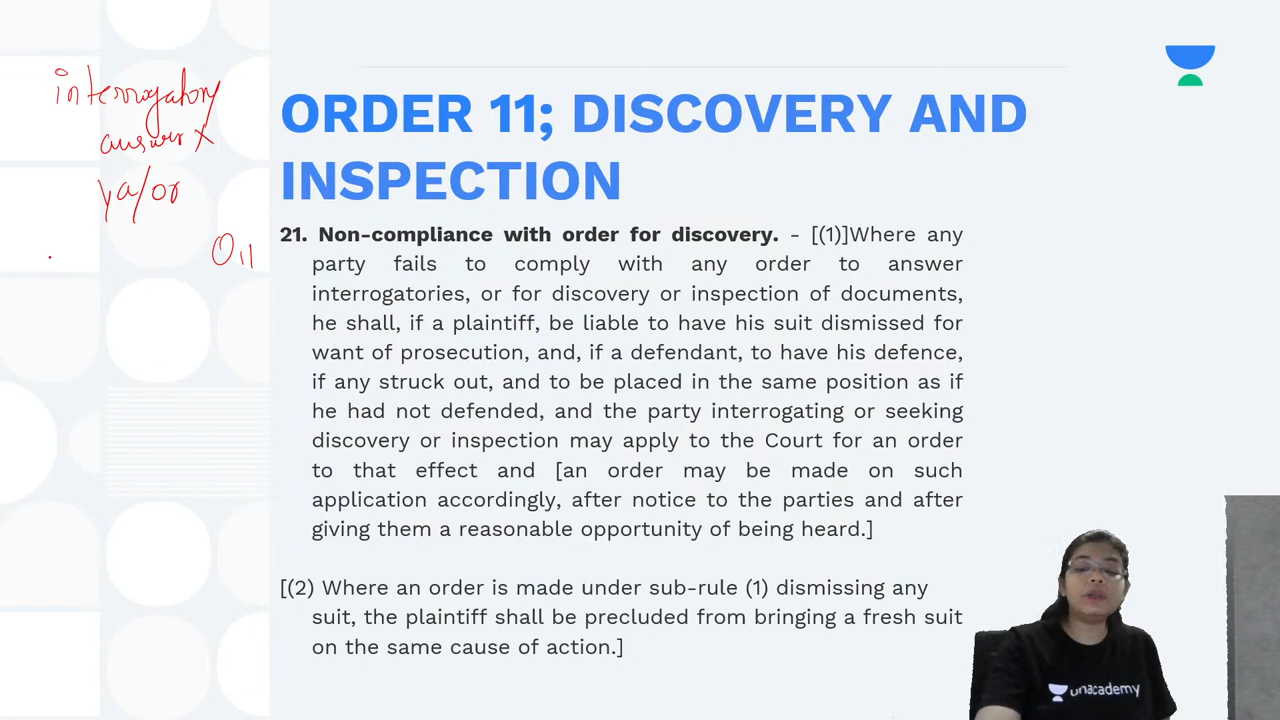 interrogatory
answer X
ya/or
O11
ORDER 11; DISCOVERY AND
INSPECTION
21. Non-compliance with order for discovery. - [(1)]Where any
party fails to comply with any order to answer
interrogatories, or for discovery or inspection of documents,
he shall, if a plaintiff, be liable to have his suit dismissed for
want of prosecution, and, if a defendant, to have his defence,
if any struck out, and to be placed in the same position as if
he had not defended, and the party interrogating or seeking
discovery or inspection may apply to the Court for an order
to that effect and [an order may be made on such
application accordingly, after notice to the parties and after
giving them a reasonable opportunity of being heard.]
[(2) Where an order is made under sub-rule (1) dismissing any
suit, the plaintiff shall be precluded from bringing a fresh suit
on the same cause of action.]
unacademy